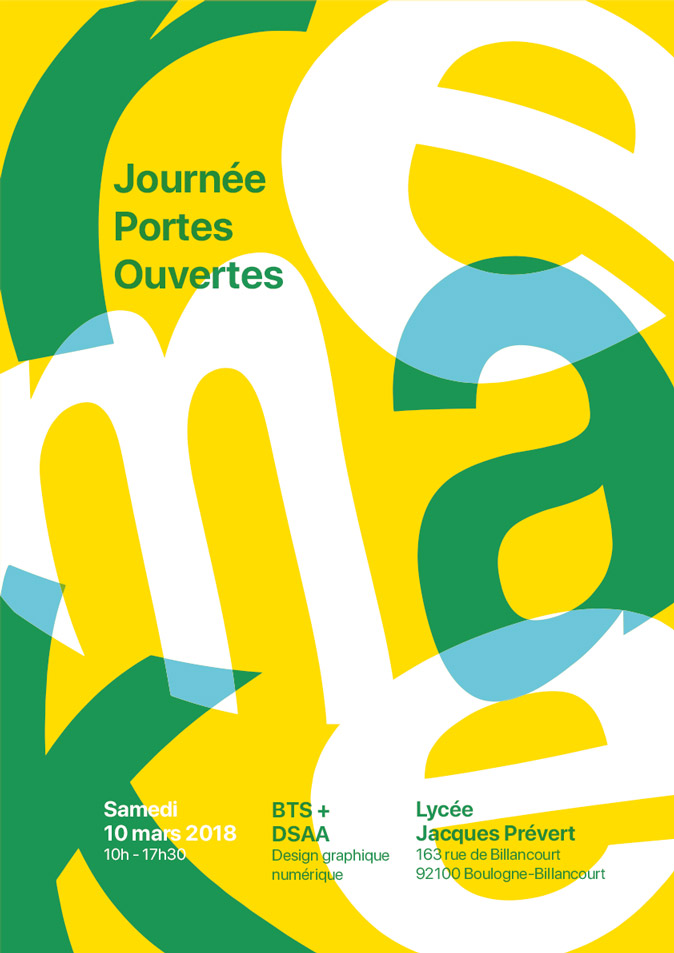 r e
m a
k e
Journée
Portes
Ouvertes
Samedi
10 mars 2018
10h - 17h30
BTS +
DSAA
Design graphique
numérique
Lycée
Jacques Prévert
163 rue de Billancourt
92100 Boulogne-Billancourt